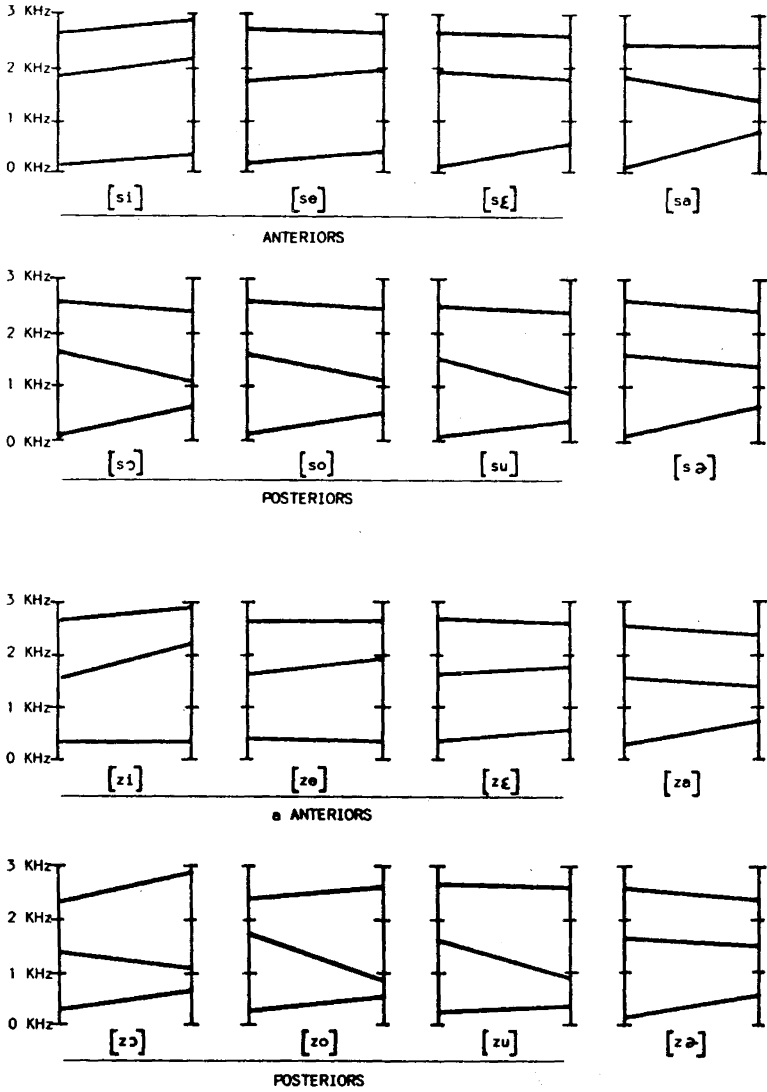 3 KHz
2 KHz
1 KHz
0 KHz
[si] [se] [sɛ] [sa]
ANTERIORS
3 KHz
2 KHz
1 KHz
0 KHz
[sɔ] [so] [su] [sə]
POSTERIORS
3 KHz
2 KHz
1 KHz
0 KHz
[zi] [ze] [zɛ] [za]
a ANTERIORS
3 KHz
2 KHz
1 KHz
0 KHz
[zɔ] [zo] [zu] [zə]
POSTERIORS